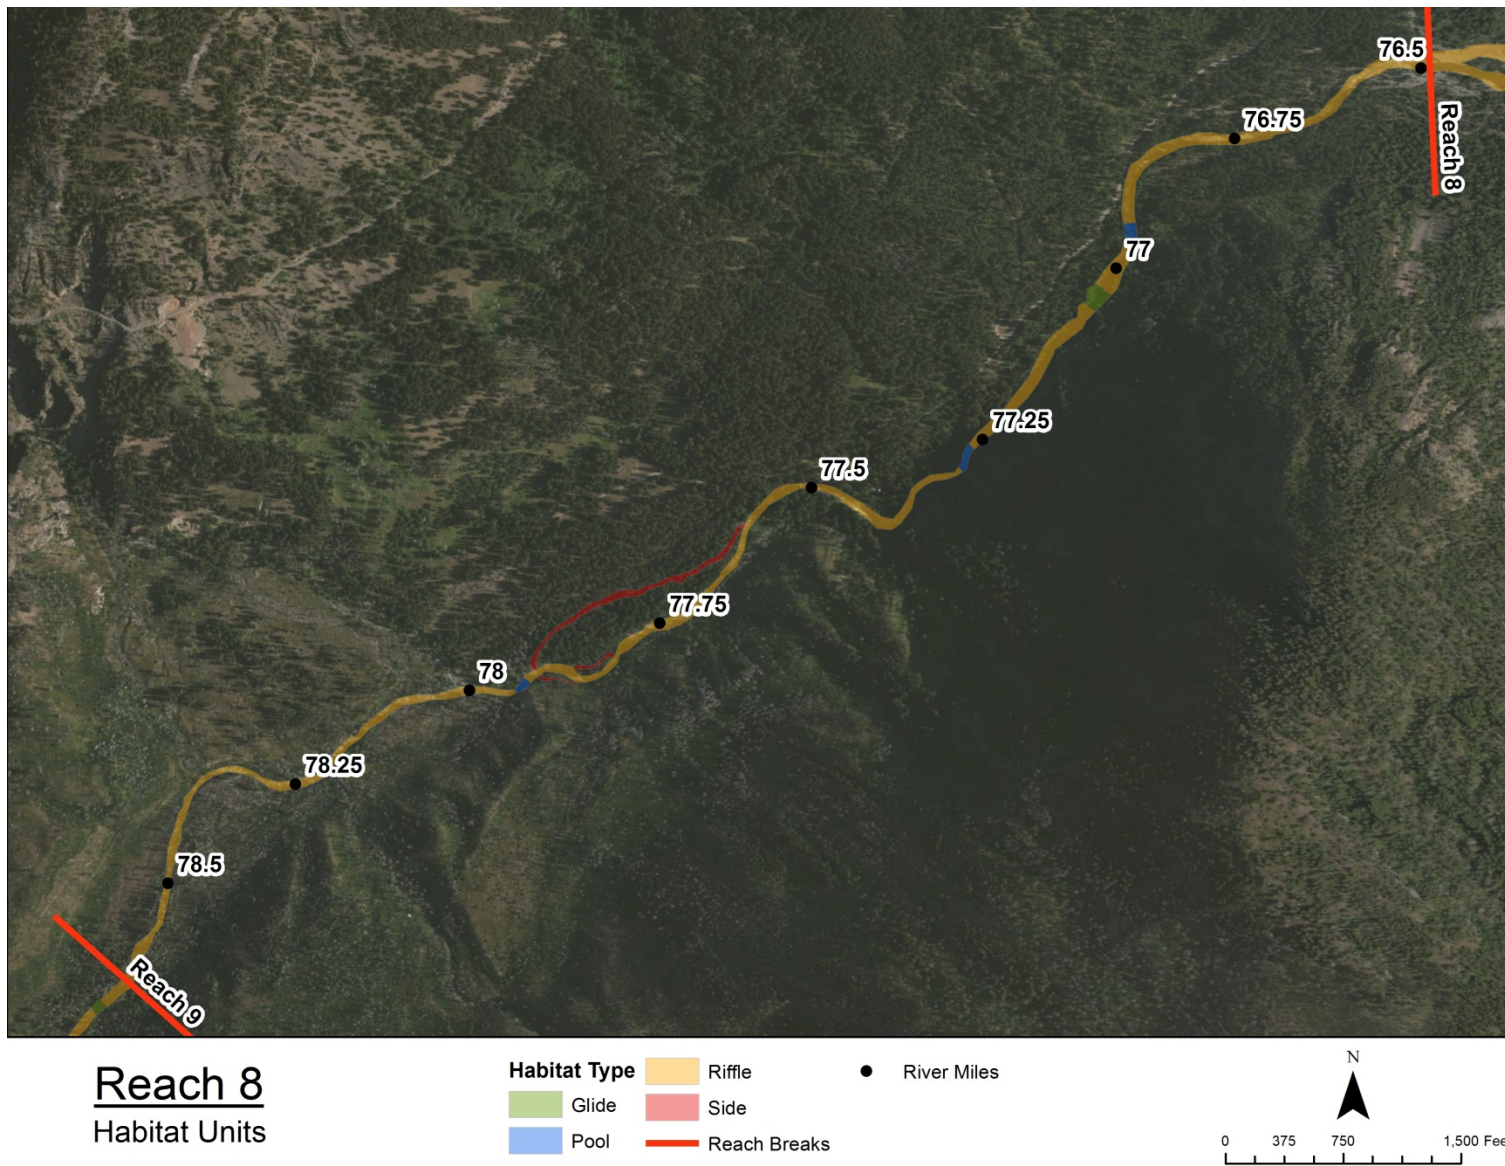 76.5
76.75
Reach 8
77
77.25
77.5
77.75
78
78.25
78.5
Reach 9
Reach 8
Habitat Units
Habitat Type
Glide
Pool
Riffle
Side
Reach Breaks
River Miles
N
0 375 750 1,500 Fee